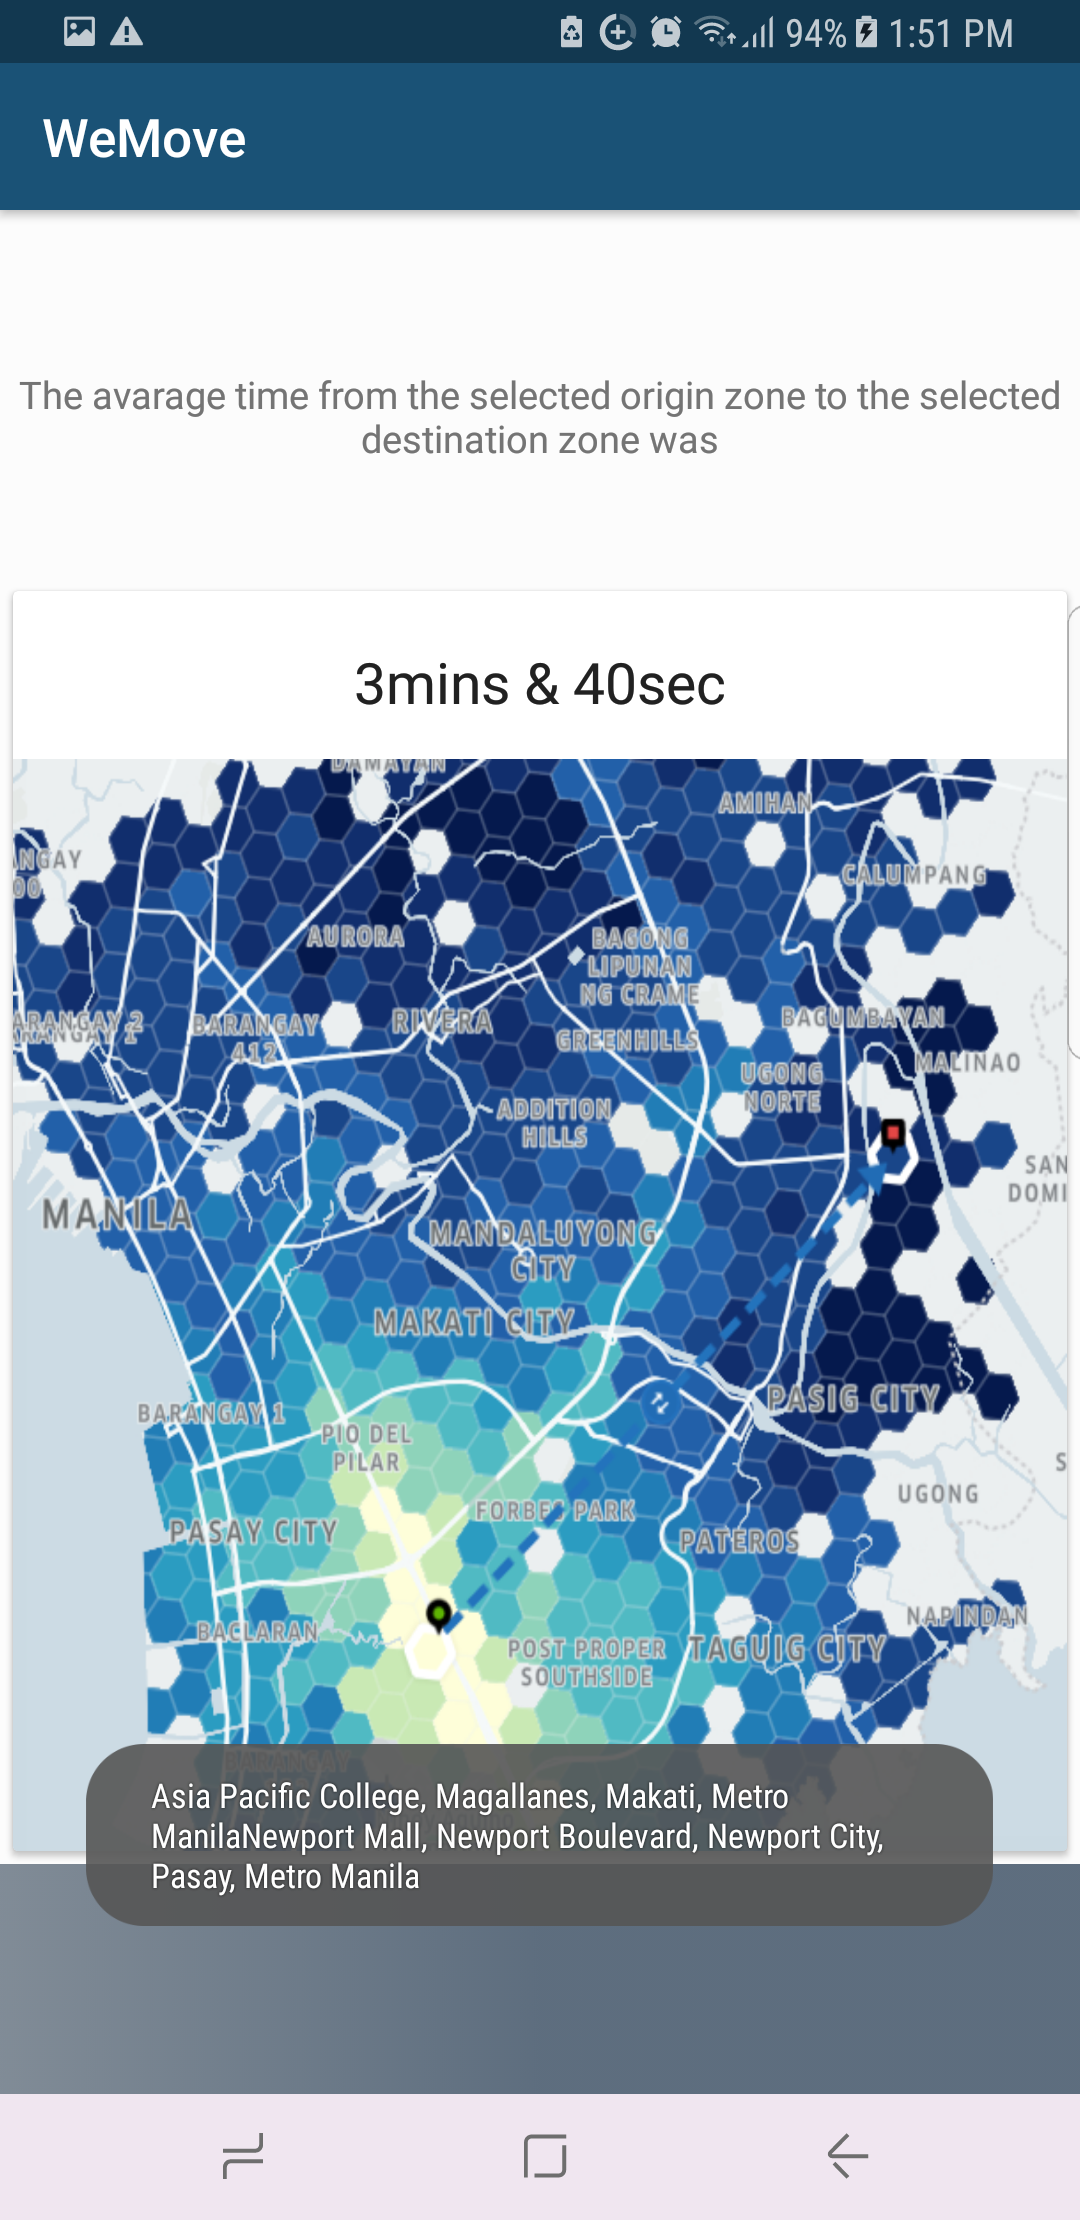 94% 1:51 PM
WeMove
The avarage time from the selected origin zone to the selected
destination zone was
3mins & 40sec
DAMAYAN
AMIHAN
NGAY
00
CALUMPANG
AURORA
BAGONG
LIPUNAN
NG CRAME
ARANGAY 2
ARANGAY 1
BARANGAY
412
RIVERA
GREENHILLS
BAGUMBAYAN
MALINAO
UGONG
NORTE
ADDITION
HILLS
SAN
DOMI
MANILA
MANDALUYONG
CITY
MAKATI CITY
PASIG CITY
BARANGAY 1
PIO DEL
PILAR
S
UGONG
FORBES PARK
PASAY CITY
PATEROS
NAPINDAN
BACLARAN
POST PROPER
SOUTHSIDE
TAGUIG CITY
BARANGAY
Asia Pacific College, Magallanes, Makati, Metro
ManilaNewport Mall, Newport Boulevard, Newport City,
Pasay, Metro Manila